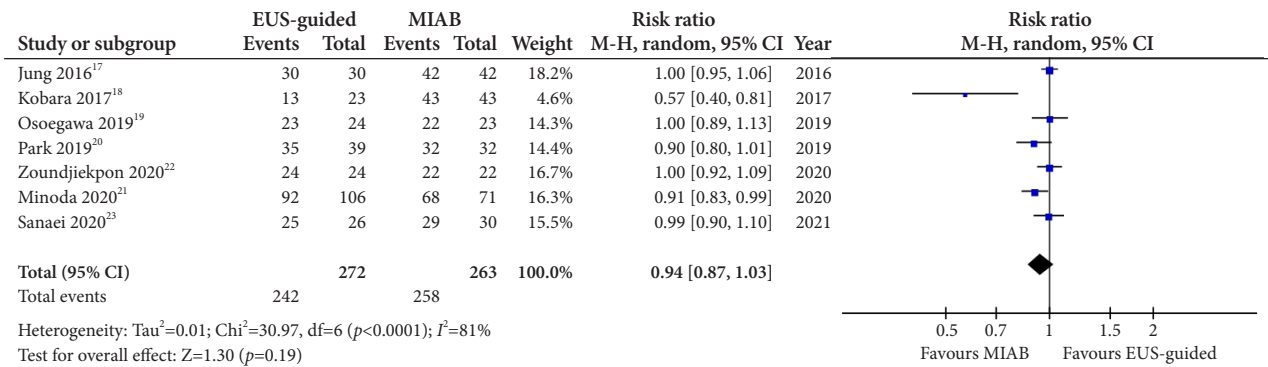 EUS-guided MIAB Risk ratio Risk ratio
Study or subgroup Events Total Events Total Weight M-H, random, 95% CI Year M-H, random, 95% CI
Jung 2016¹⁷ 30 30 42 42 18.2% 1.00 [0.95, 1.06] 2016
Kobara 2017¹⁸ 13 23 43 43 4.6% 0.57 [0.40, 0.81] 2017
Osoegawa 2019¹⁹ 23 24 22 23 14.3% 1.00 [0.89, 1.13] 2019
Park 2019²⁰ 35 39 32 32 14.4% 0.90 [0.80, 1.01] 2019
Zoundjiekpon 2020²² 24 24 22 22 16.7% 1.00 [0.92, 1.09] 2020
Minoda 2020²¹ 92 106 68 71 16.3% 0.91 [0.83, 0.99] 2020
Sanaei 2020²³ 25 26 29 30 15.5% 0.99 [0.90, 1.10] 2021
Total (95% CI) 272 263 100.0% 0.94 [0.87, 1.03]
Total events 242 258
Heterogeneity: Tau²=0.01; Chi²=30.97, df=6 (p<0.0001); I²=81%
Test for overall effect: Z=1.30 (p=0.19)
0.5 0.7 1 1.5 2
Favours MIAB Favours EUS-guided